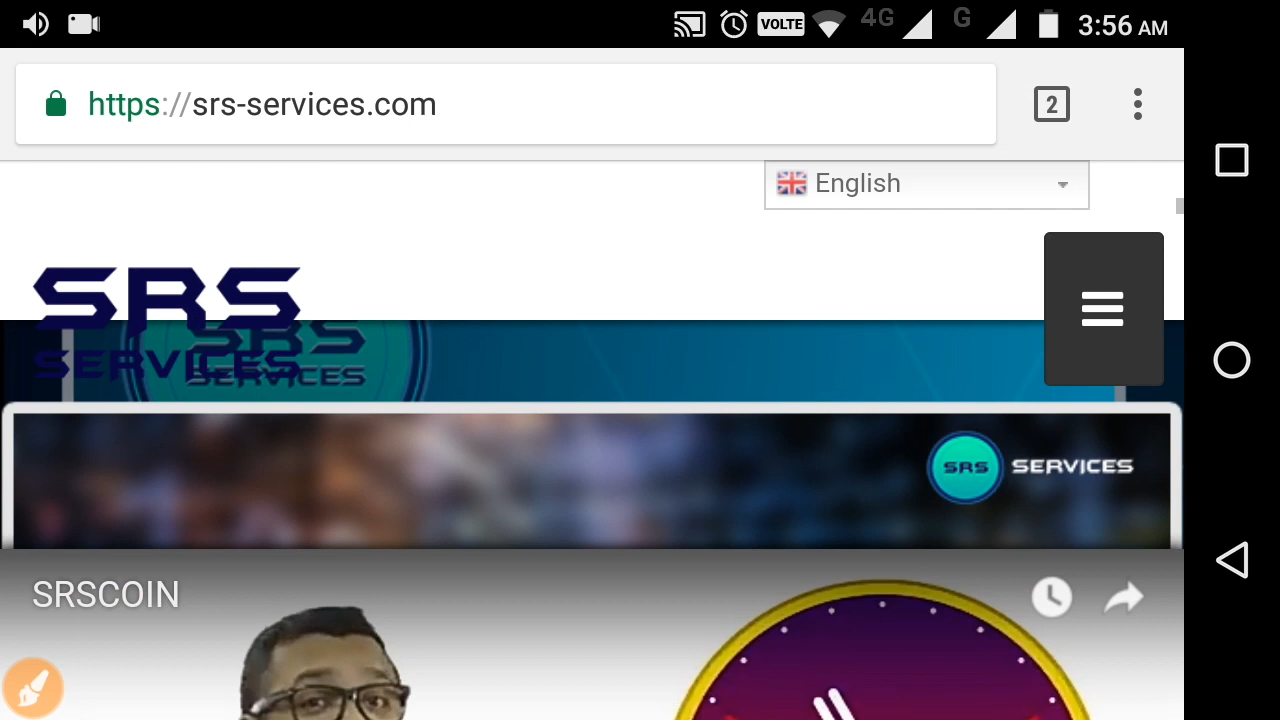 VOLTE 4G G 3:56 AM
https://srs-services.com
2
English
SRS
SERVICES
SRS
SERVICES
SRS SERVICES
SRSCOIN